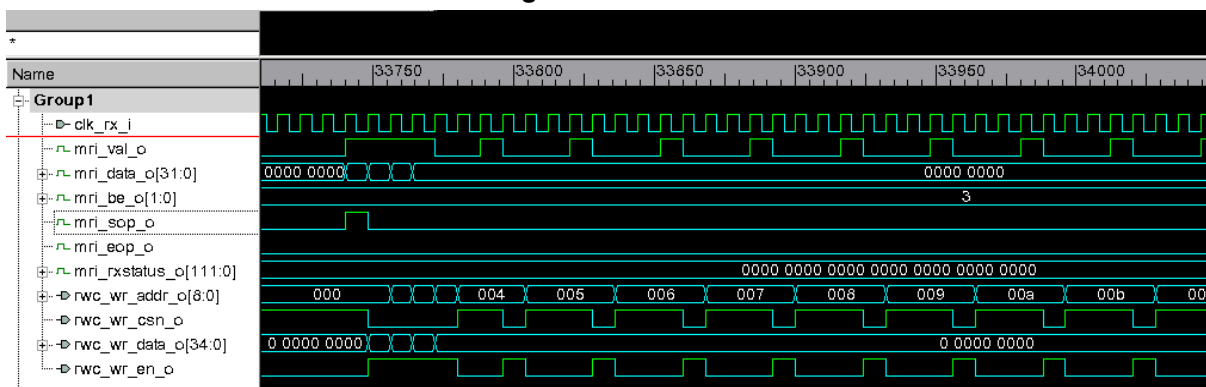 *
Name
33750 33800 33850 33900 33950 34000
Group1
clk_rx_i
mri_val_o
mri_data_o[31:0] 0000 0000 0000 0000
mri_be_o[1:0] 3
mri_sop_o
mri_eop_o
mri_rxstatus_o[111:0] 0000 0000 0000 0000 0000 0000 0000
rwc_wr_addr_o[8:0] 000 004 005 006 007 008 009 00a 00b 00
rwc_wr_csn_o
rwc_wr_data_o[34:0] 0 0000 0000 0 0000 0000
rwc_wr_en_o